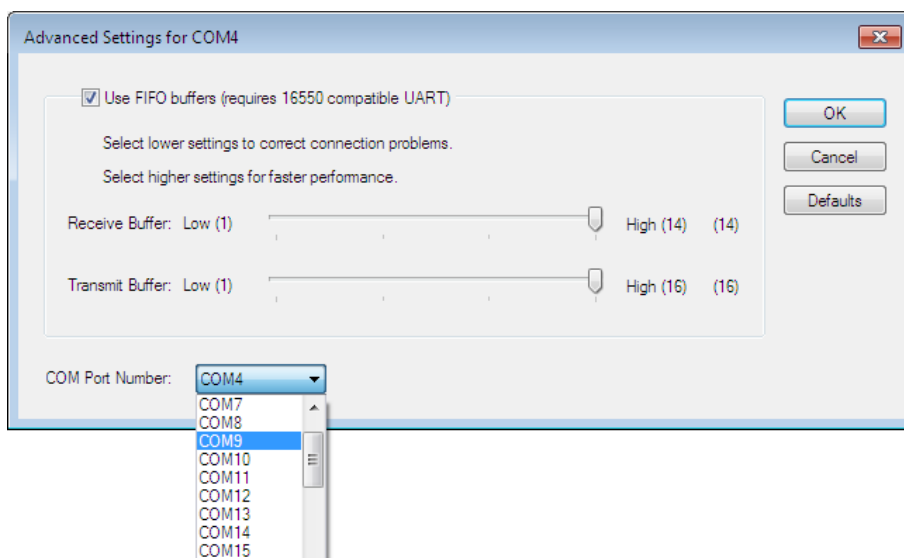 Advanced Settings for COM4
Use FIFO buffers (requires 16550 compatible UART)
OK
Select lower settings to correct connection problems.
Cancel
Select higher settings for faster performance.
Defaults
Receive Buffer: Low (1) High (14) (14)
Transmit Buffer: Low (1) High (16) (16)
COM Port Number: COM4
COM7
COM8
COM9
COM10
COM11
COM12
COM13
COM14
COM15